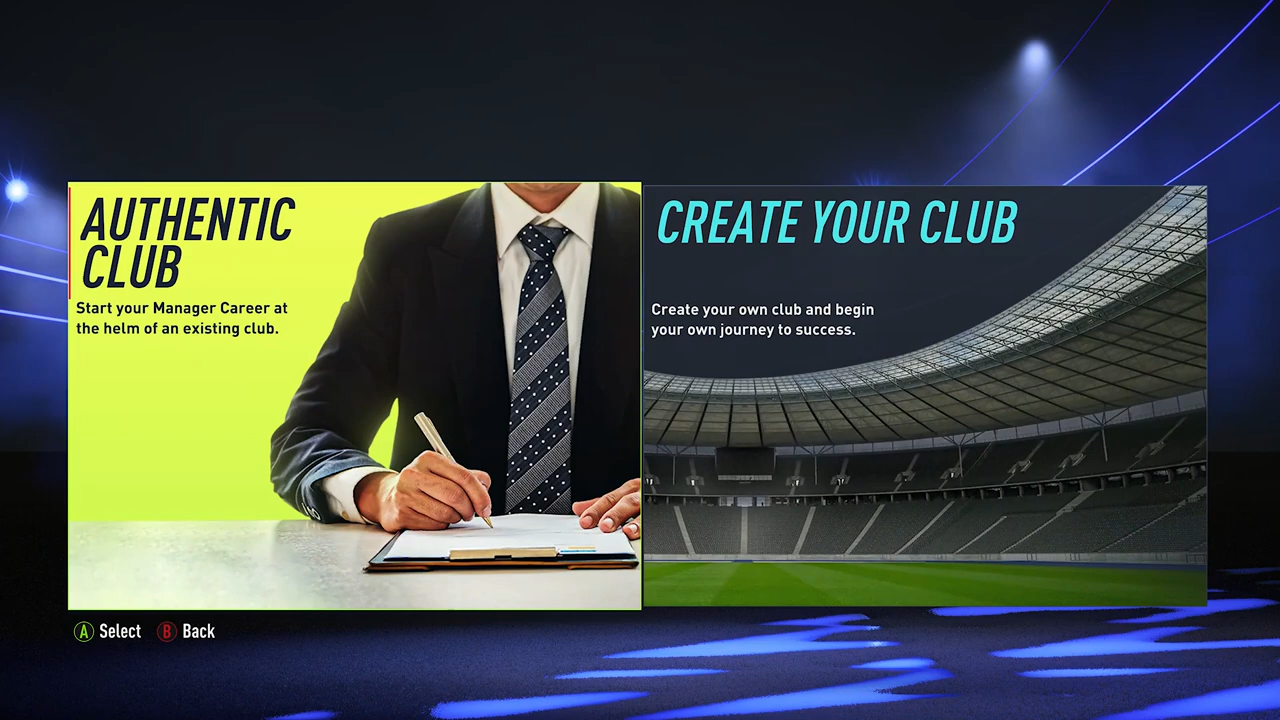 AUTHENTIC
CLUB
Start your Manager Career at
the helm of an existing club.
CREATE YOUR CLUB
Create your own club and begin
your own journey to success.
A Select B Back